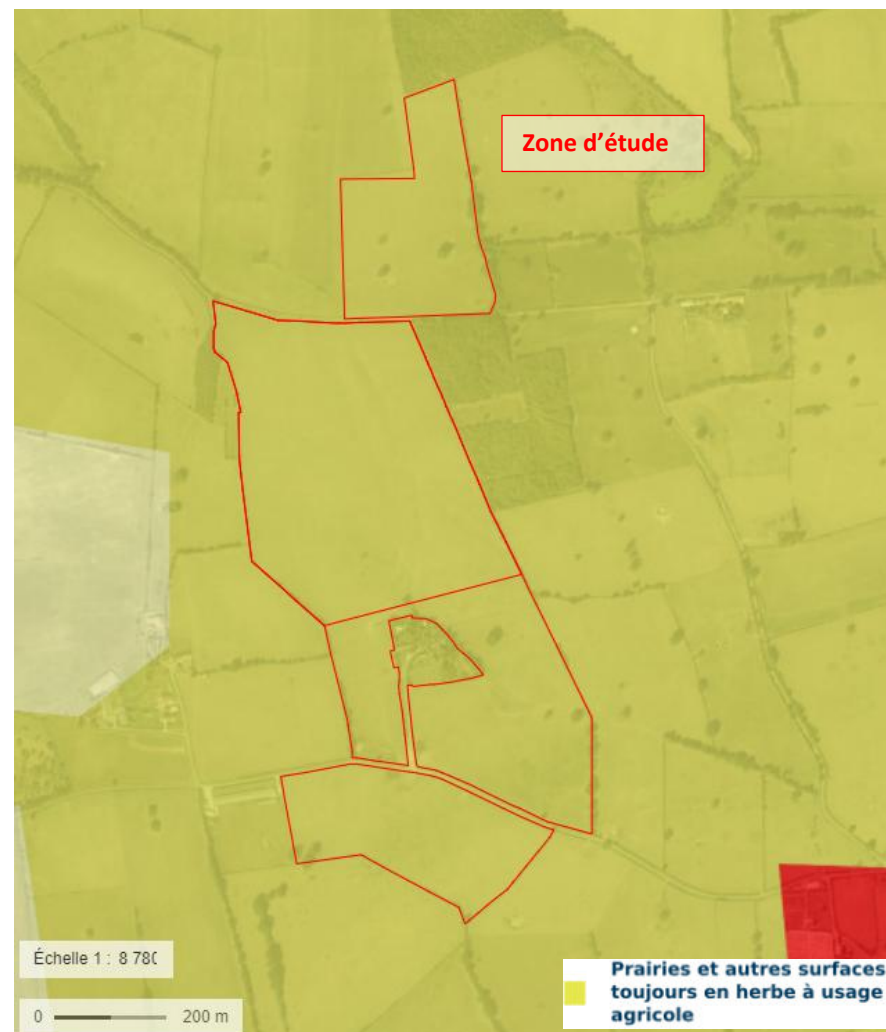 Zone d'étude
Échelle 1 : 8 780
0 200 m
Prairies et autres surfaces
toujours en herbe à usage
agricole